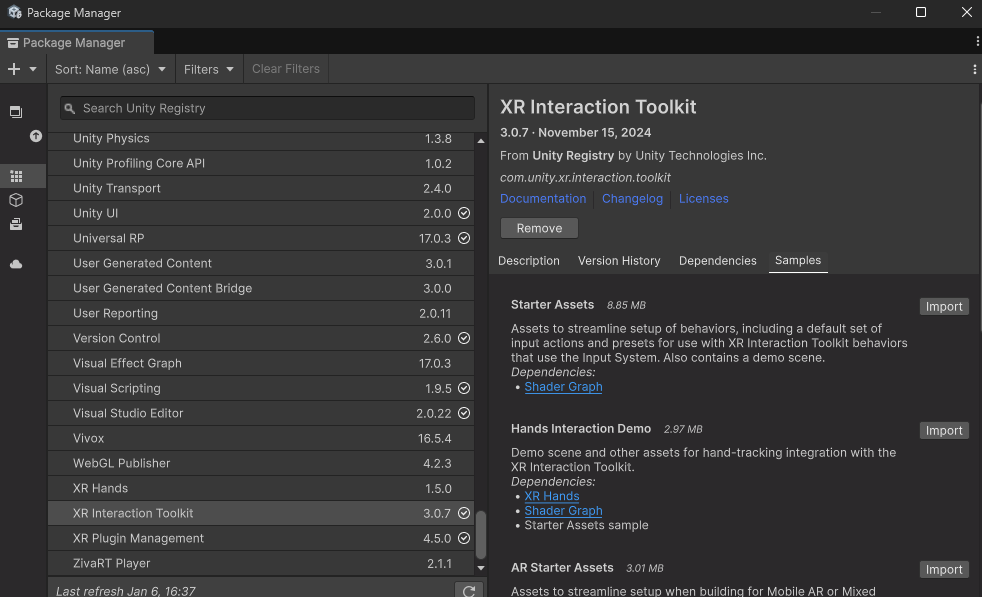 Package Manager
Package Manager
Sort: Name (asc) Filters Clear Filters
Search Unity Registry
Unity Physics 1.3.8
Unity Profiling Core API 1.0.2
Unity Transport 2.4.0
Unity UI 2.0.0
Universal RP 17.0.3
User Generated Content 3.0.1
User Generated Content Bridge 3.0.0
User Reporting 2.0.11
Version Control 2.6.0
Visual Effect Graph 17.0.3
Visual Scripting 1.9.5
Visual Studio Editor 2.0.22
Vivox 16.5.4
WebGL Publisher 4.2.3
XR Hands 1.5.0
XR Interaction Toolkit 3.0.7
XR Plugin Management 4.5.0
ZivaRT Player 2.1.1
Last refresh Jan 6, 16:37
XR Interaction Toolkit
3.0.7 · November 15, 2024
From Unity Registry by Unity Technologies Inc.
com.unity.xr.interaction.toolkit
Documentation Changelog Licenses
Remove
Description Version History Dependencies Samples
Starter Assets 8.85 MB Import
Assets to streamline setup of behaviors, including a default set of
input actions and presets for use with XR Interaction Toolkit behaviors
that use the Input System. Also contains a demo scene.
Dependencies:
• Shader Graph
Hands Interaction Demo 2.97 MB Import
Demo scene and other assets for hand-tracking integration with the
XR Interaction Toolkit.
Dependencies:
• XR Hands
• Shader Graph
• Starter Assets sample
AR Starter Assets 3.01 MB Import
Assets to streamline setup when building for Mobile AR or Mixed